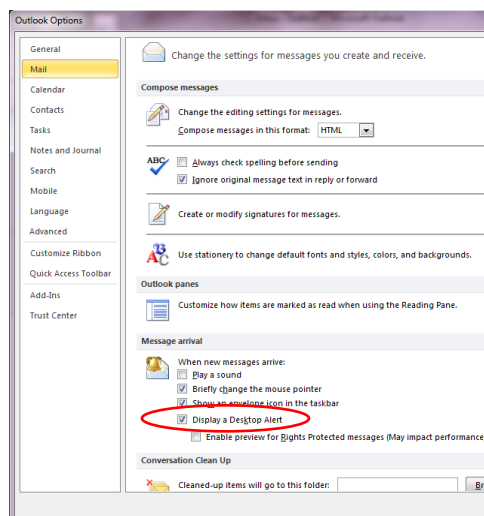 Outlook Options
General
Mail
Calendar
Contacts
Tasks
Notes and Journal
Search
Mobile
Language
Advanced
Customize Ribbon
Quick Access Toolbar
Add-Ins
Trust Center
Change the settings for messages you create and receive.
Compose messages
Change the editing settings for messages.
Compose messages in this format: HTML
ABC Always check spelling before sending
Ignore original message text in reply or forward
Create or modify signatures for messages.
Use stationery to change default fonts and styles, colors, and backgrounds.
Outlook panes
Customize how items are marked as read when using the Reading Pane.
Message arrival
When new messages arrive:
Play a sound
Briefly change the mouse pointer
Show an envelope icon in the taskbar
Display a Desktop Alert
Enable preview for Rights Protected messages (May impact performance
Conversation Clean Up
Cleaned-up items will go to this folder: Br